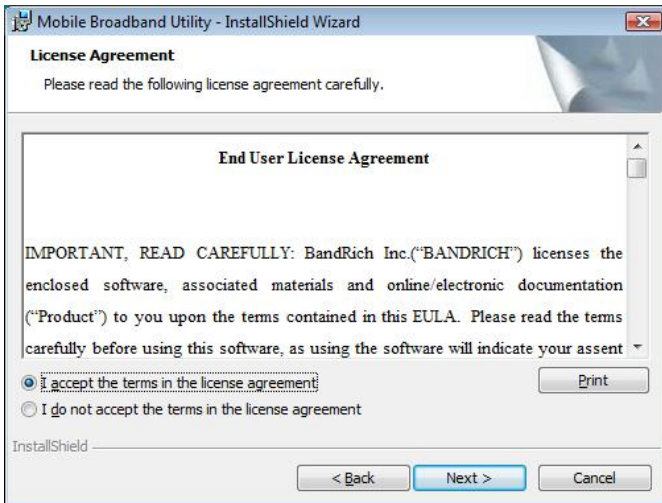 Mobile Broadband Utility - InstallShield Wizard
License Agreement
Please read the following license agreement carefully.
End User License Agreement
IMPORTANT, READ CAREFULLY: BandRich Inc.(“BANDRICH”) licenses the
enclosed software, associated materials and online/electronic documentation
(“Product”) to you upon the terms contained in this EULA. Please read the terms
carefully before using this software, as using the software will indicate your assent
I accept the terms in the license agreement
Print
I do not accept the terms in the license agreement
InstallShield
< Back
Next >
Cancel